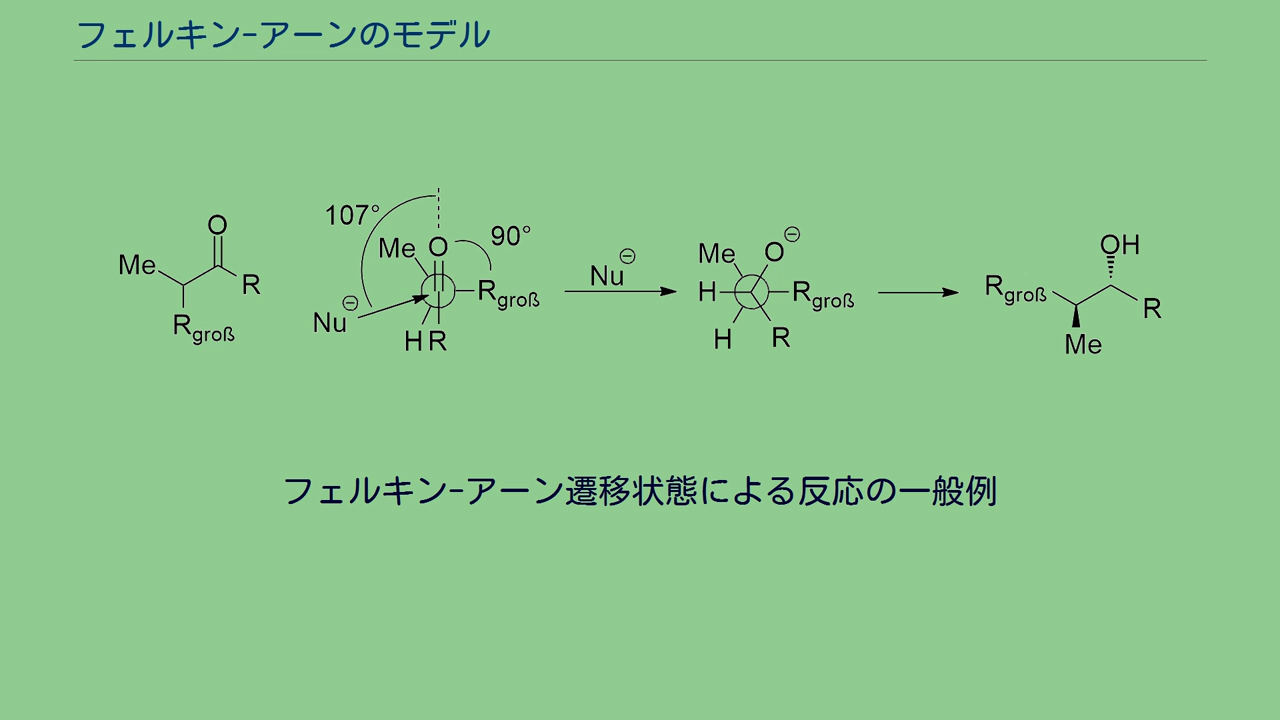 フェルキン-アーンのモデル
O
Me
R
Rgroß
107°
90°
Me O
Rgroß
Nu⊖
H R
Nu⊖
Me O⊖
H Rgroß
H R
OH
Rgroß
R
Me
フェルキン-アーン遷移状態による反応の一般例